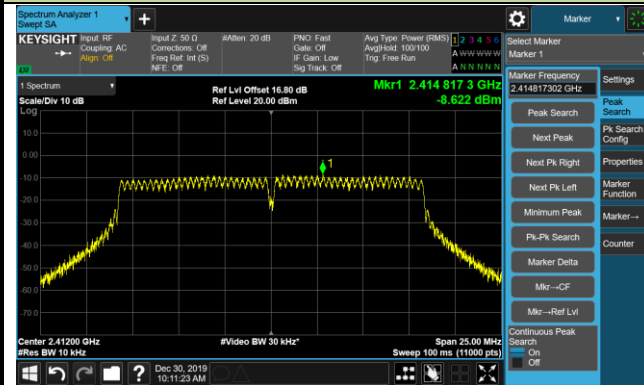 Spectrum Analyzer 1
Swept SA
Marker
KEYSIGHT
Input: RF
Coupling: AC
Align: Off
Input Z: 50 Ω
Corrections: Off
Freq Ref: Int (S)
NFE: Off
#Atten: 20 dB
PNO: Fast
Gate: Off
IF Gain: Low
Sig Track: Off
Avg Type: Power (RMS)
Avg|Hold: 100/100
Trig: Free Run
1 2 3 4 5 6
A W W W W W
A N N N N N
Select Marker
Marker 1
1 Spectrum
Scale/Div 10 dB
Log
Ref Lvl Offset 16.80 dB
Ref Level 20.00 dBm
Mkr1 2.414 817 3 GHz
-8.622 dBm
10.0
0.00
-10.0
-20.0
-30.0
-40.0
-50.0
-60.0
-70.0
1
Center 2.41200 GHz
#Res BW 10 kHz
#Video BW 30 kHz*
Span 25.00 MHz
Sweep 100 ms (11000 pts)
Marker Frequency
2.414817302 GHz
Peak Search
Next Peak
Next Pk Right
Next Pk Left
Minimum Peak
Pk-Pk Search
Marker Delta
Mkr→CF
Mkr→Ref Lvl
Continuous Peak
Search
On
Off
Settings
Peak
Search
Pk Search
Config
Properties
Marker
Function
Marker→
Counter
Dec 30, 2019
10:11:23 AM